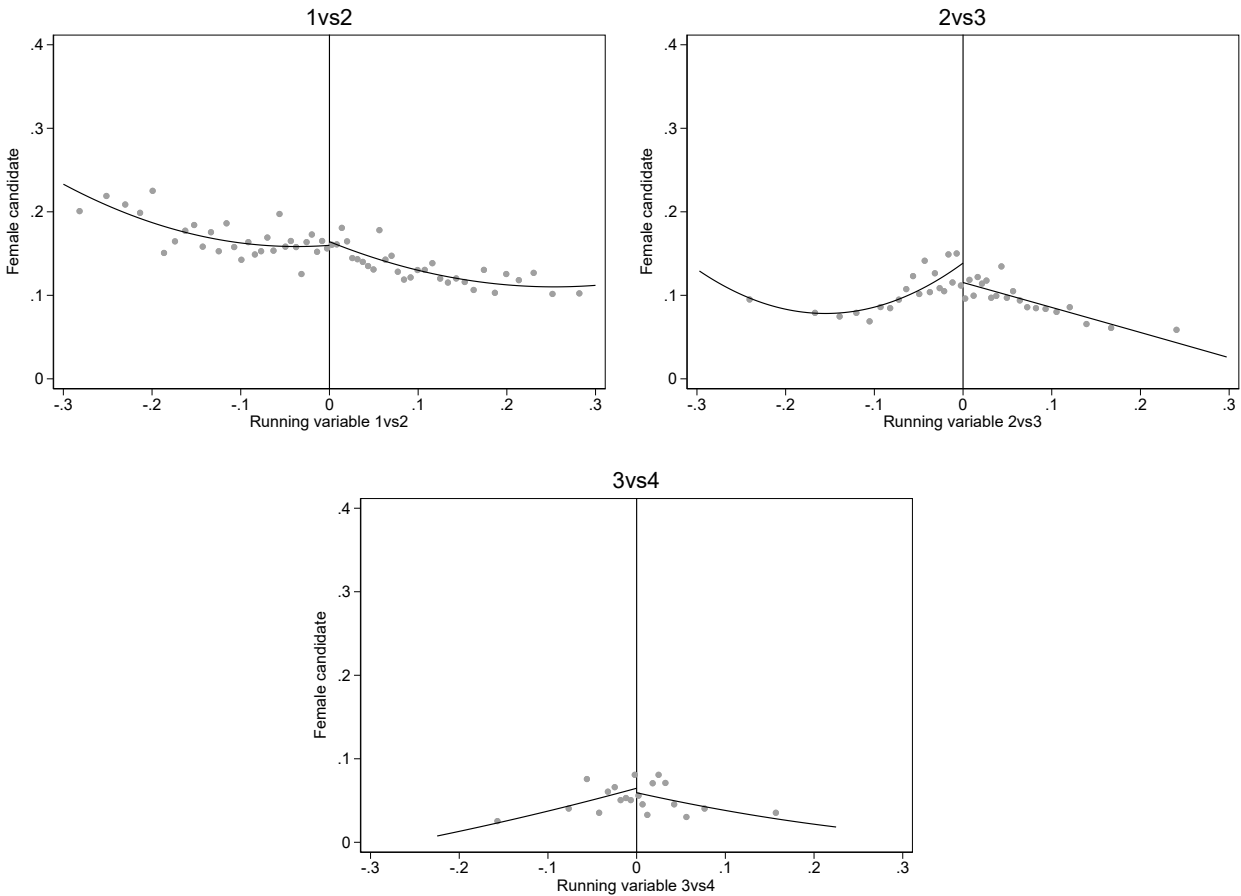 1vs2
.4
.3
.2
.1
0
Female candidate
-.3 -.2 -.1 0 .1 .2 .3
Running variable 1vs2
2vs3
.4
.3
.2
.1
0
Female candidate
-.3 -.2 -.1 0 .1 .2 .3
Running variable 2vs3
3vs4
.4
.3
.2
.1
0
Female candidate
-.3 -.2 -.1 0 .1 .2 .3
Running variable 3vs4